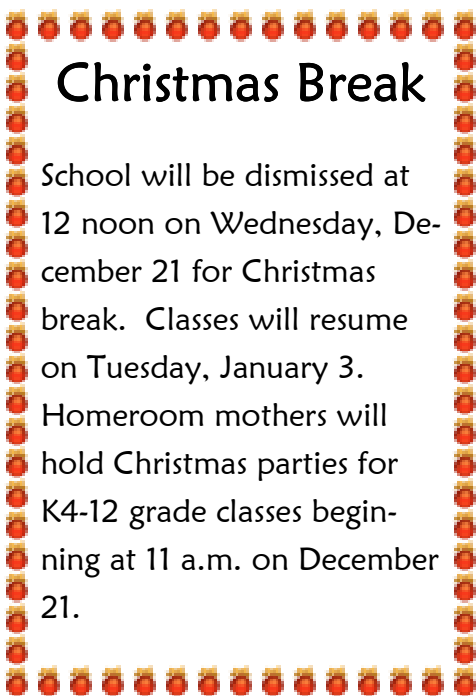 Christmas Break
School will be dismissed at
12 noon on Wednesday, De-
cember 21 for Christmas
break.  Classes will resume
on Tuesday, January 3.
Homeroom mothers will
hold Christmas parties for
K4-12 grade classes begin-
ning at 11 a.m. on December
21.